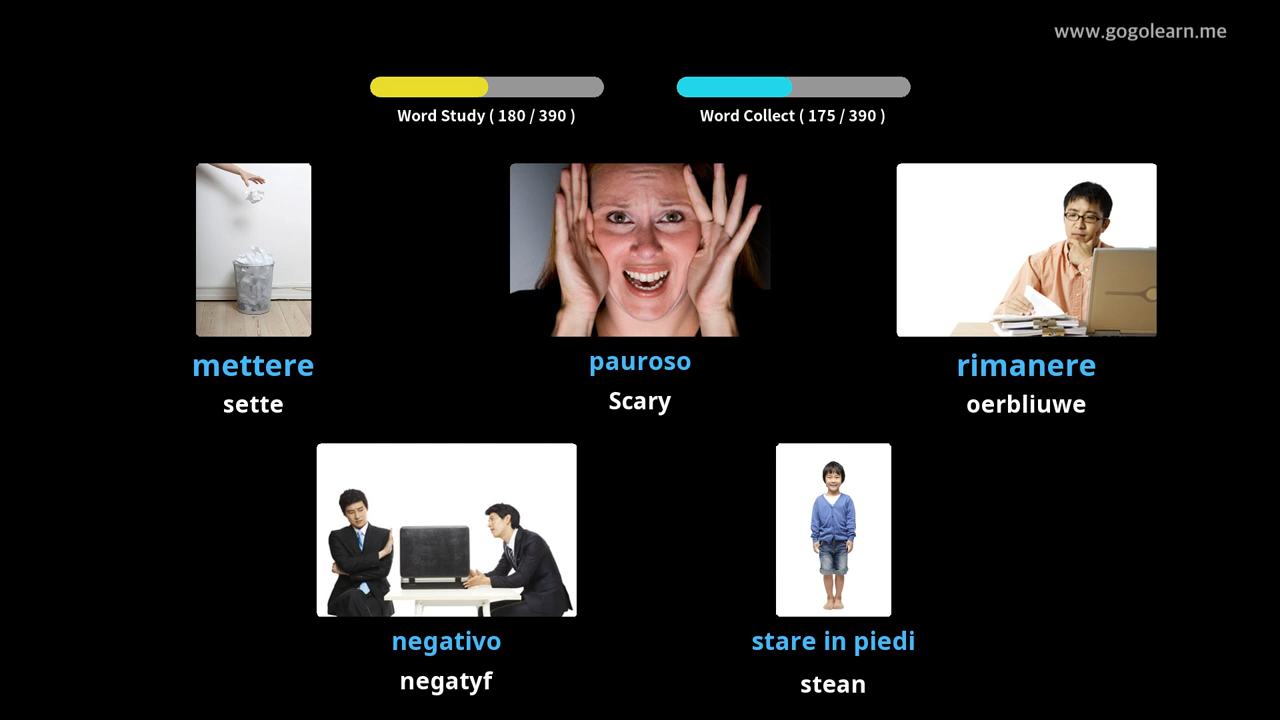 www.gogolearn.me
Word Study ( 180 / 390 )
Word Collect ( 175 / 390 )
mettere
sette
pauroso
Scary
rimanere
oerbliuwe
negativo
negatyf
stare in piedi
stean